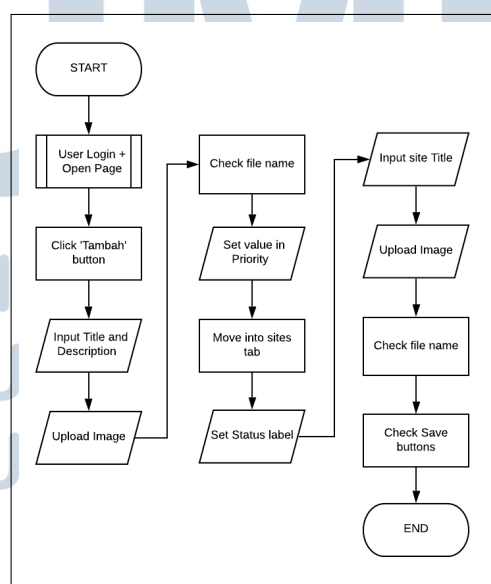 START
User Login +
Open Page
Click 'Tambah'
button
Input Title and
Description
Upload Image
Check file name
Set value in
Priority
Move into sites
tab
Set Status label
Input site Title
Upload Image
Check file name
Check Save
buttons
END